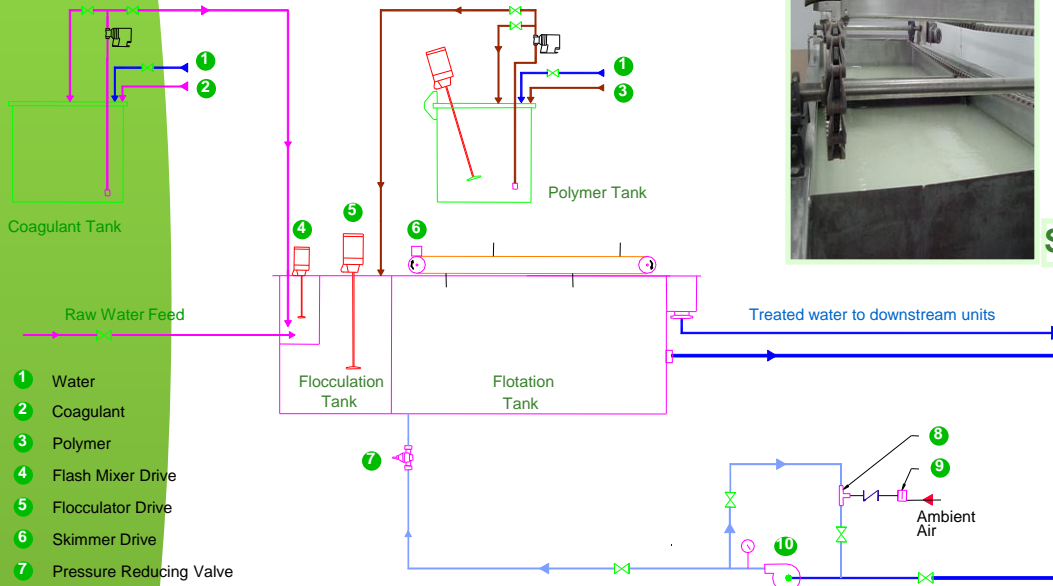 1
2
Coagulant Tank
1
3
Polymer Tank
4
5
6
S
Raw Water Feed
Treated water to downstream units
Flocculation
Tank
Flotation
Tank
1 Water
2 Coagulant
3 Polymer
4 Flash Mixer Drive
5 Flocculator Drive
6 Skimmer Drive
7 Pressure Reducing Valve
7
8
9
Ambient
Air
10